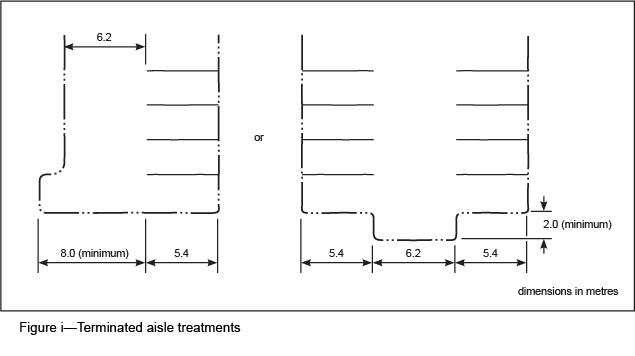 6.2
or
2.0 (minimum)
8.0 (minimum)
5.4
5.4
6.2
5.4
dimensions in metres
Figure i—Terminated aisle treatments